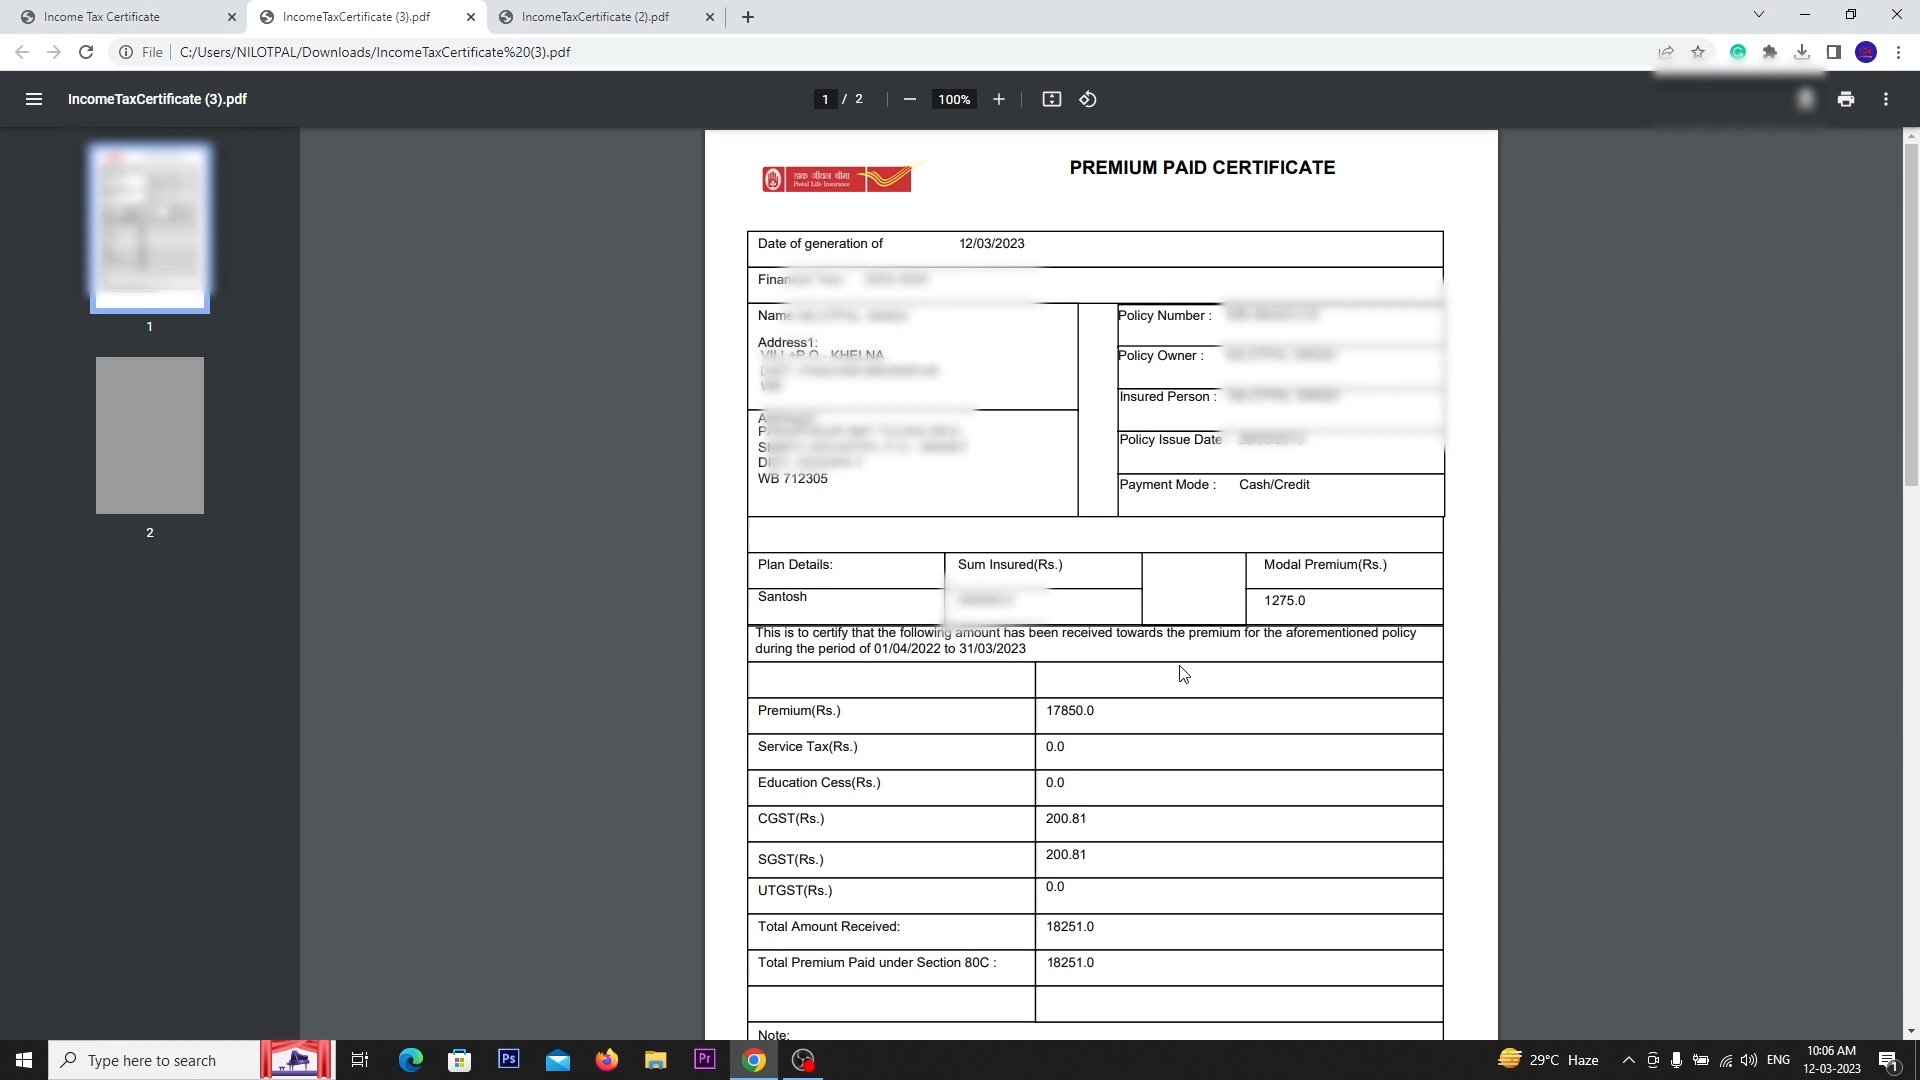 Income Tax Certificate
IncomeTaxCertificate (3).pdf
IncomeTaxCertificate (2).pdf
File
C:/Users/NILOTPAL/Downloads/IncomeTaxCertificate%20(3).pdf
IncomeTaxCertificate (3).pdf
1 / 2
100%
1
2
डाक जीवन बीमा
Postal Life Insurance
PREMIUM PAID CERTIFICATE
Date of generation of 12/03/2023
Name
Policy Number :
Address1:
VILL+P.O - KHELNA
Policy Owner :
Insured Person :
Policy Issue Date
WB 712305
Payment Mode : Cash/Credit
Plan Details: Sum Insured(Rs.) Modal Premium(Rs.)
Santosh 1275.0
This is to certify that the following amount has been received towards the premium for the aforementioned policy
during the period of 01/04/2022 to 31/03/2023
Premium(Rs.) 17850.0
Service Tax(Rs.) 0.0
Education Cess(Rs.) 0.0
CGST(Rs.) 200.81
SGST(Rs.) 200.81
UTGST(Rs.) 0.0
Total Amount Received: 18251.0
Total Premium Paid under Section 80C : 18251.0
Note:
Type here to search
Ps
Pr
29°C Haze
ENG
10:06 AM
12-03-2023
1